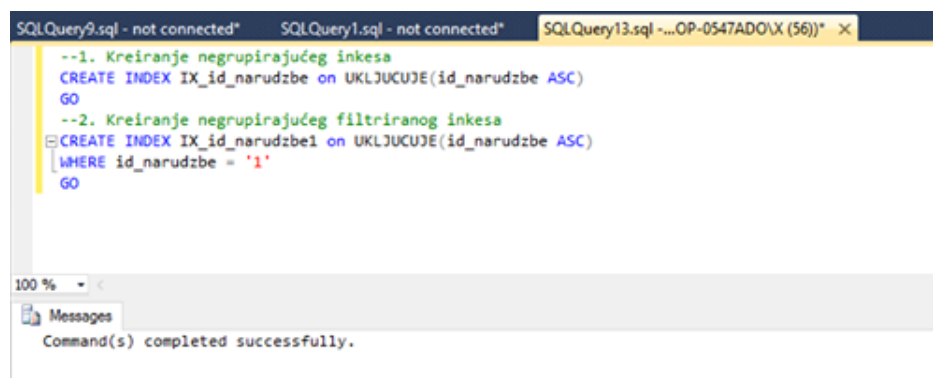 SQLQuery9.sql - not connected* SQLQuery1.sql - not connected* SQLQuery13.sql -...OP-0547ADO\X (56))* ×
--1. Kreiranje negrupirajućeg inkesa
CREATE INDEX IX_id_narudzbe on UKLJUCUJE(id_narudzbe ASC)
GO
--2. Kreiranje negrupirajućeg filtriranog inkesa
CREATE INDEX IX_id_narudzbe1 on UKLJUCUJE(id_narudzbe ASC)
WHERE id_narudzbe = '1'
GO
100 %
Messages
Command(s) completed successfully.